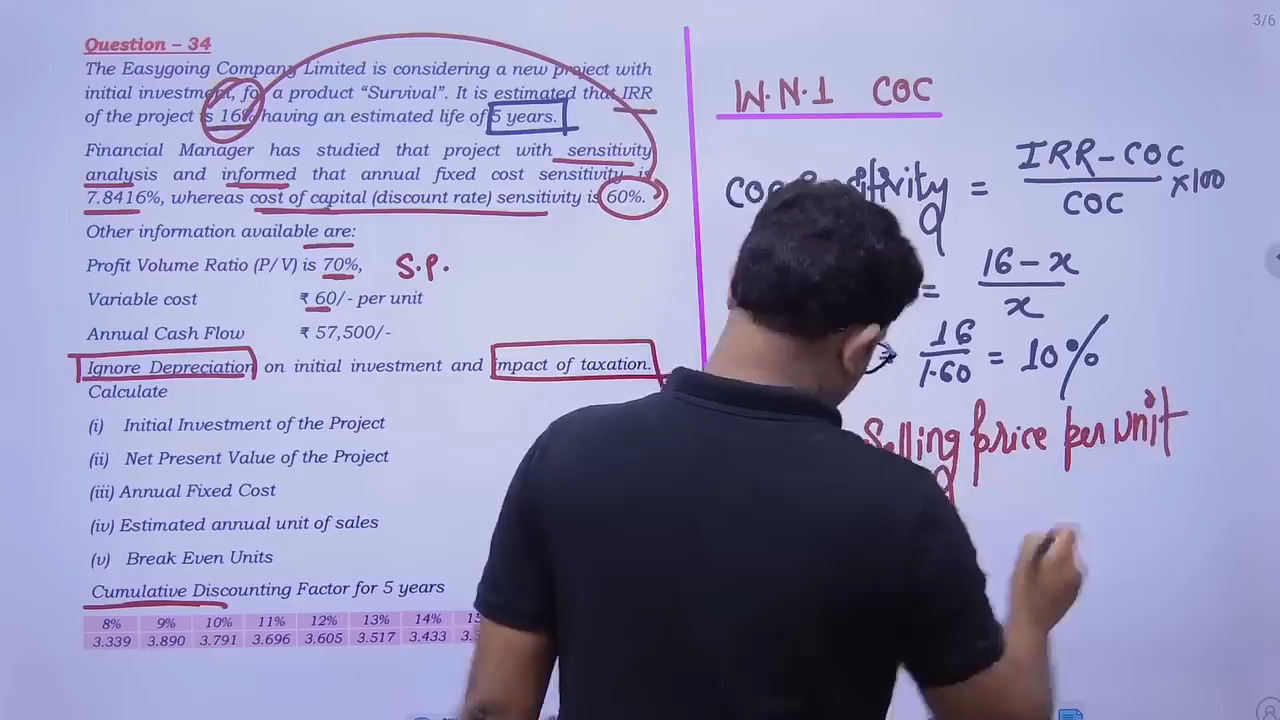 3/6
Question – 34
The Easygoing Company Limited is considering a new project with
initial investment, for a product “Survival”. It is estimated that IRR
of the project is 16% having an estimated life of 5 years.
Financial Manager has studied that project with sensitivity
analysis and informed that annual fixed cost sensitivity is
7.8416%, whereas cost of capital (discount rate) sensitivity is 60%.
Other information available are:
Profit Volume Ratio (P/V) is 70%, S.P.
Variable cost ₹ 60/- per unit
Annual Cash Flow ₹ 57,500/-
Ignore Depreciation on initial investment and impact of taxation.
Calculate
(i) Initial Investment of the Project
(ii) Net Present Value of the Project
(iii) Annual Fixed Cost
(iv) Estimated annual unit of sales
(v) Break Even Units
Cumulative Discounting Factor for 5 years
8% 9% 10% 11% 12% 13% 14%
3.339 3.890 3.791 3.696 3.605 3.517 3.433
W.N.1 COC
= IRR – COC / COC ×100
= 16 – x / x
16 / 1.60 = 10%
Selling price per unit